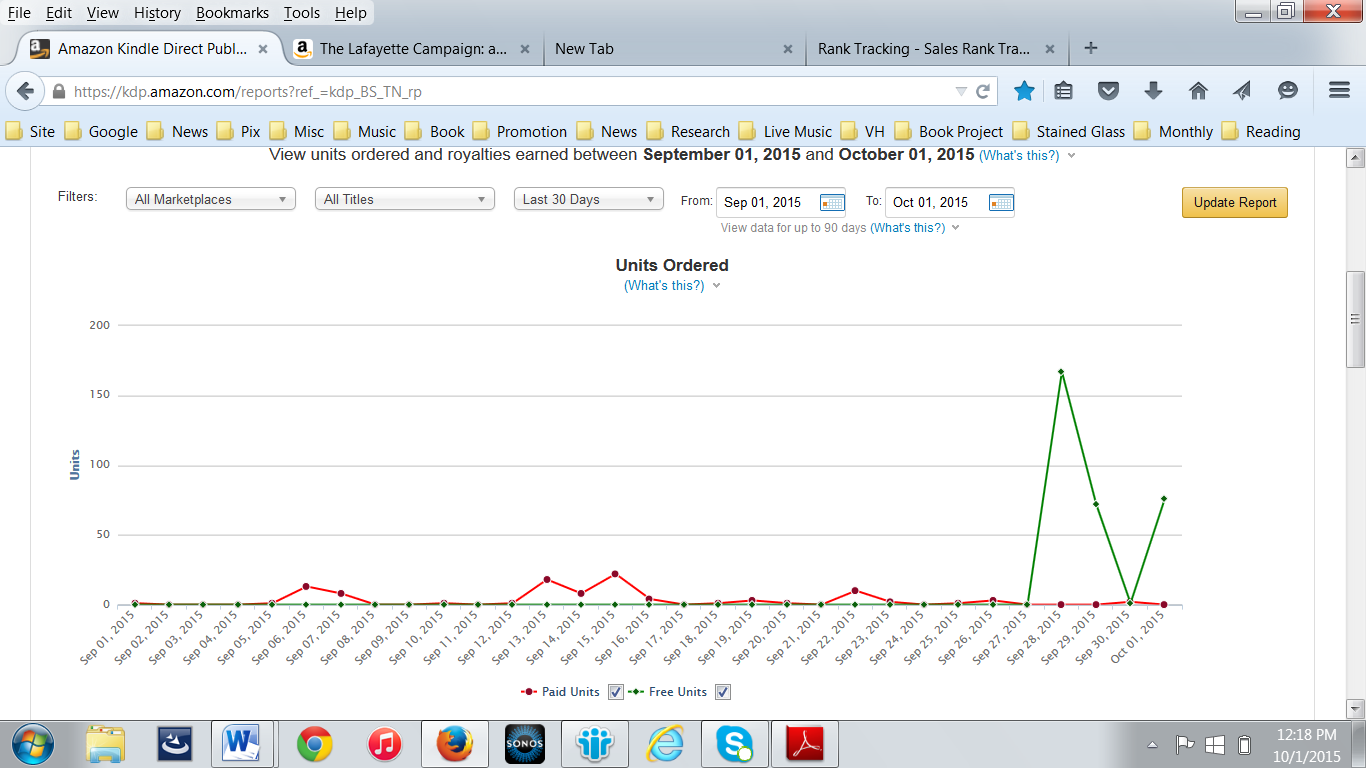 File Edit View History Bookmarks Tools Help
Amazon Kindle Direct Publ... × The Lafayette Campaign: a... × New Tab × Rank Tracking - Sales Rank Tra... × +
https://kdp.amazon.com/reports?ref_=kdp_BS_TN_rp
Site Google News Pix Misc Music Book Promotion News Research Live Music VH Book Project Stained Glass Monthly Reading
View units ordered and royalties earned between September 01, 2015 and October 01, 2015 (What's this?)
Filters: All Marketplaces All Titles Last 30 Days From: Sep 01, 2015 To: Oct 01, 2015 Update Report
View data for up to 90 days (What's this?)
Units Ordered
(What's this?)
200
150
100
50
0
Units
Sep 01, 2015
Sep 02, 2015
Sep 03, 2015
Sep 04, 2015
Sep 05, 2015
Sep 06, 2015
Sep 07, 2015
Sep 08, 2015
Sep 09, 2015
Sep 10, 2015
Sep 11, 2015
Sep 12, 2015
Sep 13, 2015
Sep 14, 2015
Sep 15, 2015
Sep 16, 2015
Sep 17, 2015
Sep 18, 2015
Sep 19, 2015
Sep 20, 2015
Sep 21, 2015
Sep 22, 2015
Sep 23, 2015
Sep 24, 2015
Sep 25, 2015
Sep 26, 2015
Sep 27, 2015
Sep 28, 2015
Sep 29, 2015
Sep 30, 2015
Oct 01, 2015
Paid Units Free Units
SONOS
12:18 PM
10/1/2015